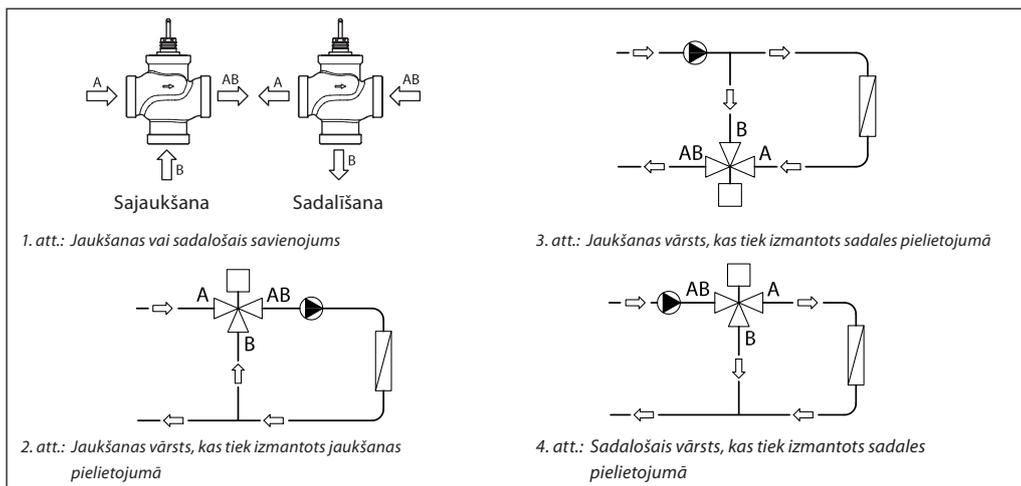 A
AB
A
AB
B
B
Sajaukšana
Sadalīšana
1. att.: Jaukšanas vai sadalošais savienojums
B
AB
A
3. att.: Jaukšanas vārsts, kas tiek izmantots sadales pielietojumā
A
AB
B
2. att.: Jaukšanas vārsts, kas tiek izmantots jaukšanas
pielietojumā
AB
A
B
4. att.: Sadalošais vārsts, kas tiek izmantots sadales
pielietojumā